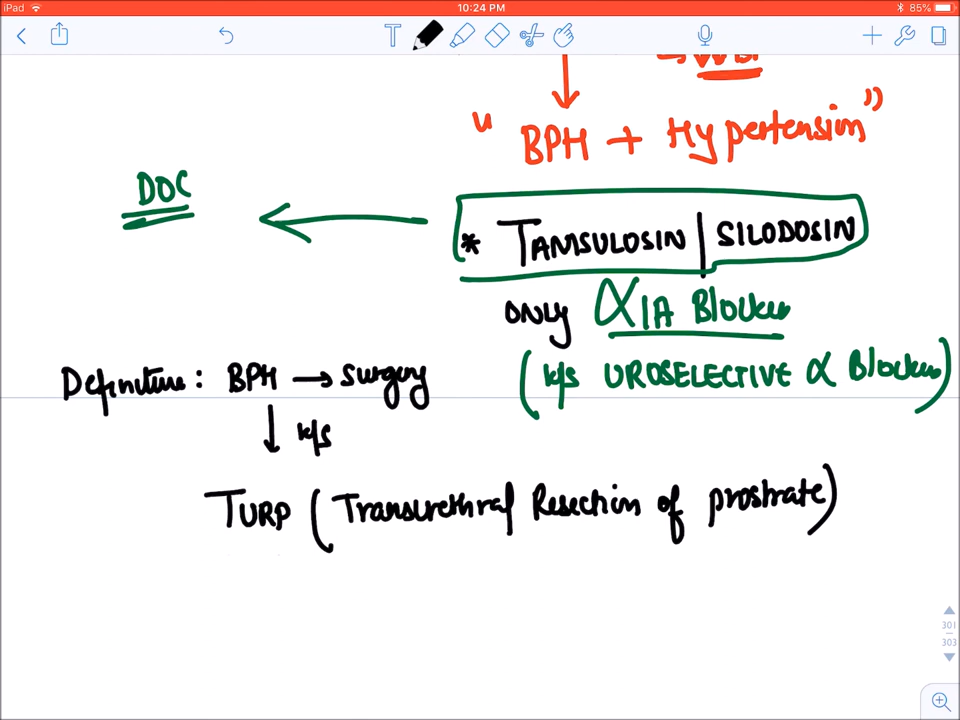 iPad 10:24 PM 85%
T
" BPH + Hypertension "
DOC
* TAMSULOSIN | SILODOSIN
ONLY α1A Blocker
(k/s UROSELECTIVE α Blocker)
Definitive: BPH → Surgery
↓ k/s
TURP (Transurethral Resection of prostrate)
301
303